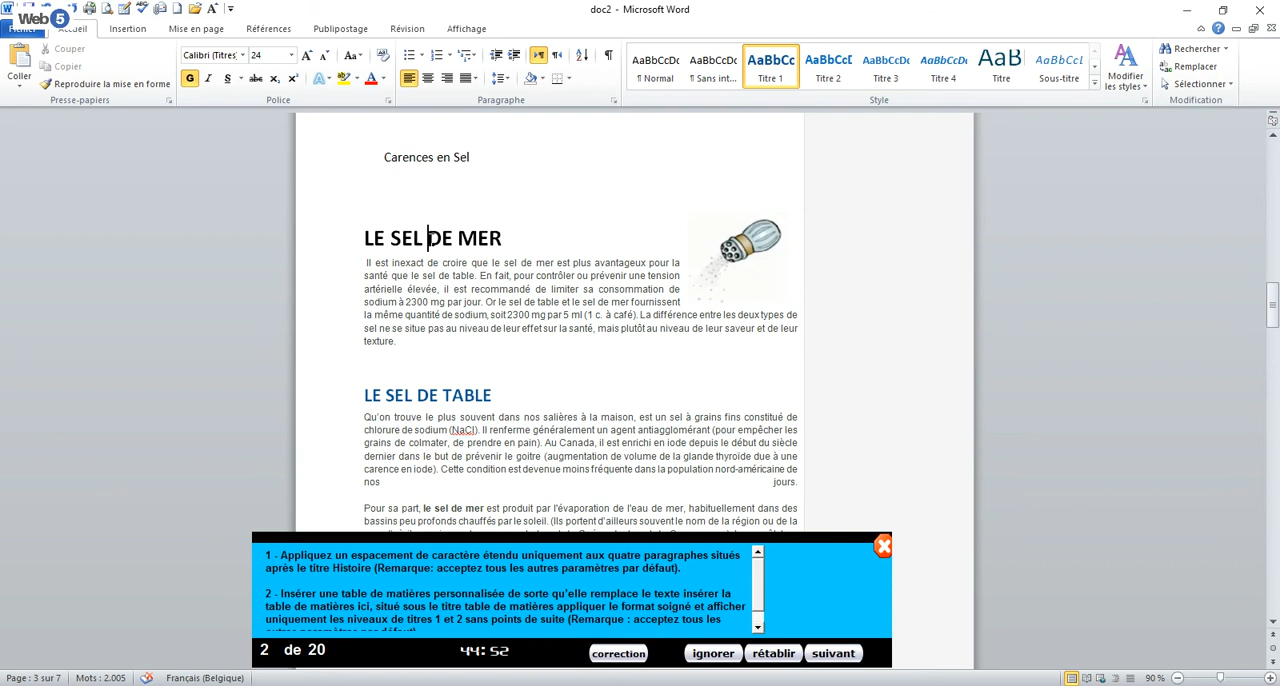 doc2 - Microsoft Word
Web 5
Fichier Accueil Insertion Mise en page Références Publipostage Révision Affichage
Coller
Couper
Copier
Reproduire la mise en forme
Presse-papiers
Calibri (Titres) 24
G I S abc
Police
Paragraphe
AaBbCcDc AaBbCcDc AaBbCc AaBbCcI AaBbCcDc AaBbCcDc AaB AaBbCcL
¶ Normal ¶ Sans int... Titre 1 Titre 2 Titre 3 Titre 4 Titre Sous-titre
Style
Modifier
les styles
Rechercher
Remplacer
Sélectionner
Modification
Carences en Sel
LE SEL DE MER
Il est inexact de croire que le sel de mer est plus avantageux pour la
santé que le sel de table. En fait, pour contrôler ou prévenir une tension
artérielle élevée, il est recommandé de limiter sa consommation de
sodium à 2300 mg par jour. Or le sel de table et le sel de mer fournissent
la même quantité de sodium, soit 2300 mg par 5 ml (1 c. à café). La différence entre les deux types de
sel ne se situe pas au niveau de leur effet sur la santé, mais plutôt au niveau de leur saveur et de leur
texture.
LE SEL DE TABLE
Qu'on trouve le plus souvent dans nos salières à la maison, est un sel à grains fins constitué de
chlorure de sodium (NaCl). Il renferme généralement un agent antiagglomérant (pour empêcher les
grains de colmater, de prendre en pain). Au Canada, il est enrichi en iode depuis le début du siècle
dernier dans le but de prévenir le goitre (augmentation de volume de la glande thyroïde due à une
carence en iode). Cette condition est devenue moins fréquente dans la population nord-américaine de
nos jours.
Pour sa part, le sel de mer est produit par l'évaporation de l'eau de mer, habituellement dans des
bassins peu profonds chauffés par le soleil. (Ils portent d'ailleurs souvent le nom de la région ou de la
1 - Appliquez un espacement de caractère étendu uniquement aux quatre paragraphes situés
après le titre Histoire (Remarque: acceptez tous les autres paramètres par défaut).
2 - Insérer une table de matières personnalisée de sorte qu'elle remplace le texte insérer la
table de matières ici, situé sous le titre table de matières appliquer le format soigné et afficher
uniquement les niveaux de titres 1 et 2 sans points de suite (Remarque : acceptez tous les
autres paramètres par défaut)
2 de 20 44:52 correction ignorer rétablir suivant
Page : 3 sur 7 Mots : 2.005 Français (Belgique) 90 %